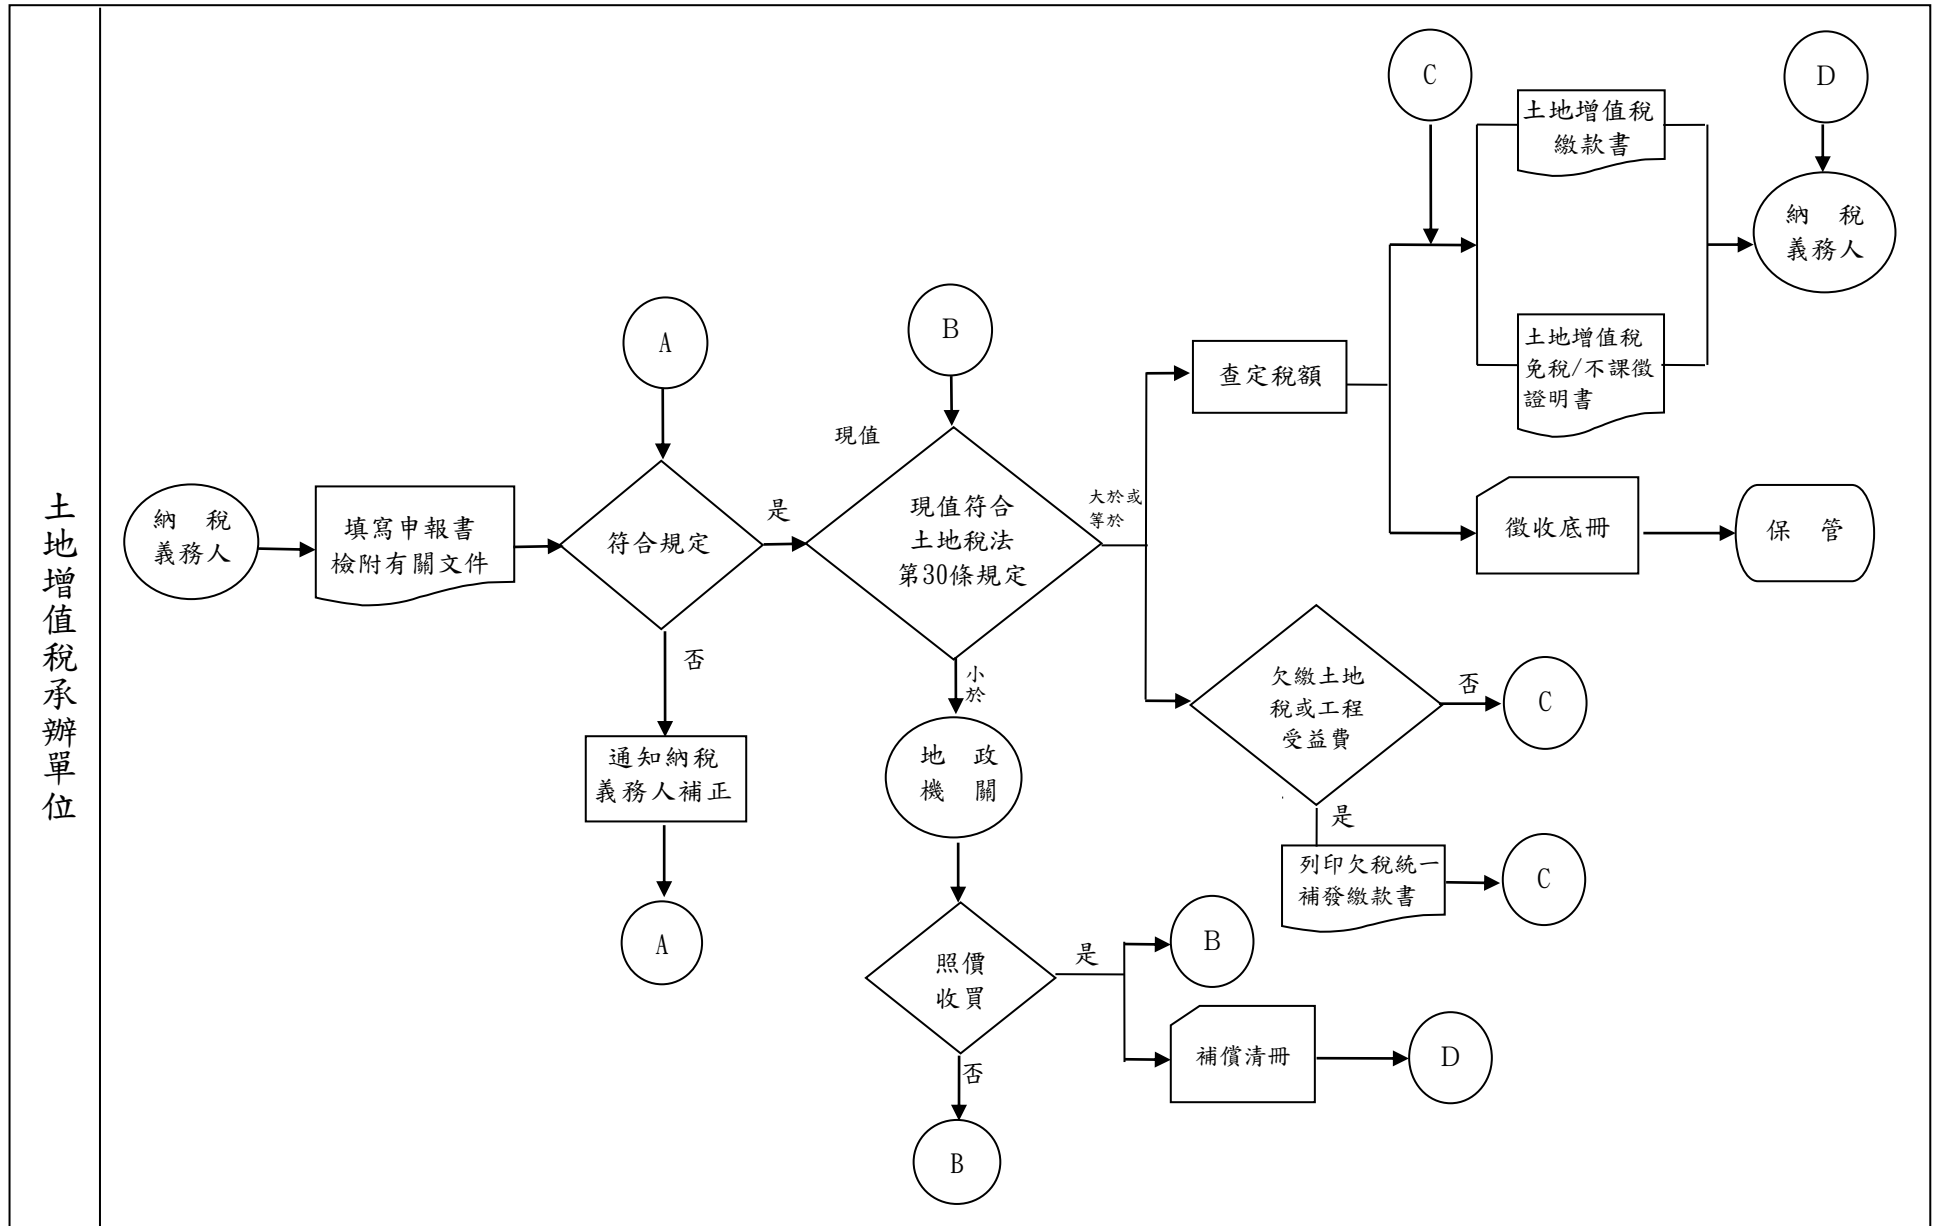 土地增值稅承辦單位
納 稅
義務人
填寫申報書
檢附有關文件
A
符合規定
是
否
通知納稅
義務人補正
A
B
現值
現值符合
土地稅法
第30條規定
大於或
等於
小
於
地 政
機 關
照價
收買
是
否
B
B
補償清冊
D
查定稅額
C
土地增值稅
繳款書
土地增值稅
免稅/不課徵
證明書
D
納 稅
義務人
徵收底冊
保 管
欠繳土地
稅或工程
受益費
否
C
是
列印欠稅統一
補發繳款書
C